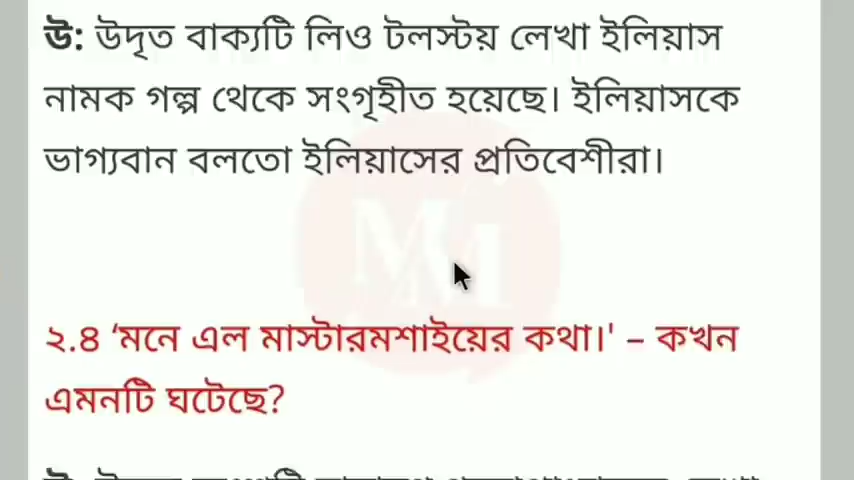 উ: উদৃত বাক্যটি লিও টলস্টয় লেখা ইলিয়াস
নামক গল্প থেকে সংগৃহীত হয়েছে। ইলিয়াসকে
ভাগ্যবান বলতো ইলিয়াসের প্রতিবেশীরা।
MM
২.৪ ‘মনে এল মাস্টারমশাইয়ের কথা।' – কখন
এমনটি ঘটেছে?